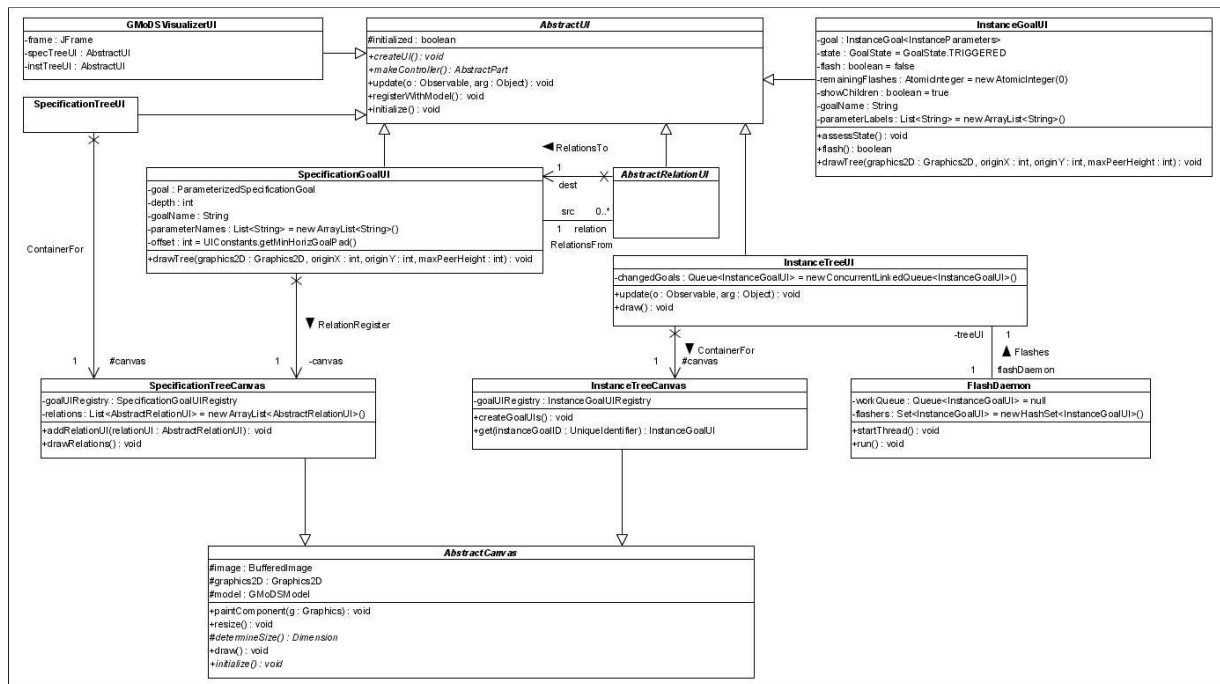 GMoDSVisualizerUI
-frame : JFrame
-specTreeUI : AbstractUI
-instTreeUI : AbstractUI
AbstractUI
#initialized : boolean
+createUI() : void
+makeController() : AbstractPart
+update(o : Observable, arg : Object) : void
+registerWithModel() : void
+initialize() : void
InstanceGoalUI
-goal : InstanceGoal<InstanceParameters>
-state : GoalState = GoalState.TRIGGERED
-flash : boolean = false
-remainingFlashes : AtomicInteger = new AtomicInteger(0)
-showChildren : boolean = true
-goalName : String
-parameterLabels : List<String> = new ArrayList<String>()
+assessState() : void
+flash() : boolean
+drawTree(graphics2D : Graphics2D, originX : int, originY : int, maxPeerHeight : int) : void
SpecificationTreeUI
RelationsTo
SpecificationGoalUI
-goal : ParameterizedSpecificationGoal
-depth : int
-goalName : String
-parameterNames : List<String> = new ArrayList<String>()
-offset : int = UIConstants.getMinHorizGoalPad()
+drawTree(graphics2D : Graphics2D, originX : int, originY : int, maxPeerHeight : int) : void
1
dest
src
0..*
1
relation
RelationsFrom
AbstractRelationUI
ContainerFor
InstanceTreeUI
-changedGoals : Queue<InstanceGoalUI> = new ConcurrentLinkedQueue<InstanceGoalUI>()
+update(o : Observable, arg : Object) : void
+draw() : void
RelationRegister
1
#canvas
1
-canvas
ContainerFor
1
#canvas
-treeUI
1
Flashes
1
flashDaemon
SpecificationTreeCanvas
-goalUIRegistry : SpecificationGoalUIRegistry
-relations : List<AbstractRelationUI> = new ArrayList<AbstractRelationUI>()
+addRelationUI(relationUI : AbstractRelationUI) : void
+drawRelations() : void
InstanceTreeCanvas
-goalUIRegistry : InstanceGoalUIRegistry
+createGoalUIs() : void
+get(instanceGoalID : UniqueIdentifier) : InstanceGoalUI
FlashDaemon
-workQueue : Queue<InstanceGoalUI> = null
-flashers : Set<InstanceGoalUI> = new HashSet<InstanceGoalUI>()
+startThread() : void
+run() : void
AbstractCanvas
#image : BufferedImage
#graphics2D : Graphics2D
#model : GMoDSModel
+paintComponent(g : Graphics) : void
+resize() : void
#determineSize() : Dimension
+draw() : void
+initialize() : void